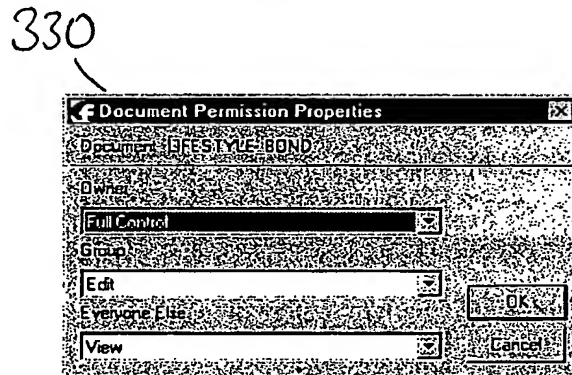 330
Document Permission Properties
Document LIFESTYLE BOND
Owner
Full Control
Group
Edit
Everyone Else
View
OK
Cancel